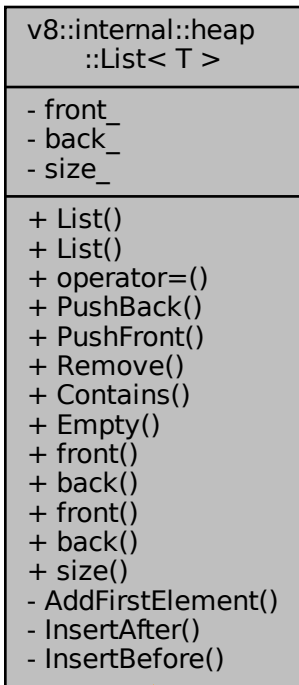 v8::internal::heap
::List< T >
- front_
- back_
- size_
+ List()
+ List()
+ operator=()
+ PushBack()
+ PushFront()
+ Remove()
+ Contains()
+ Empty()
+ front()
+ back()
+ front()
+ back()
+ size()
- AddFirstElement()
- InsertAfter()
- InsertBefore()